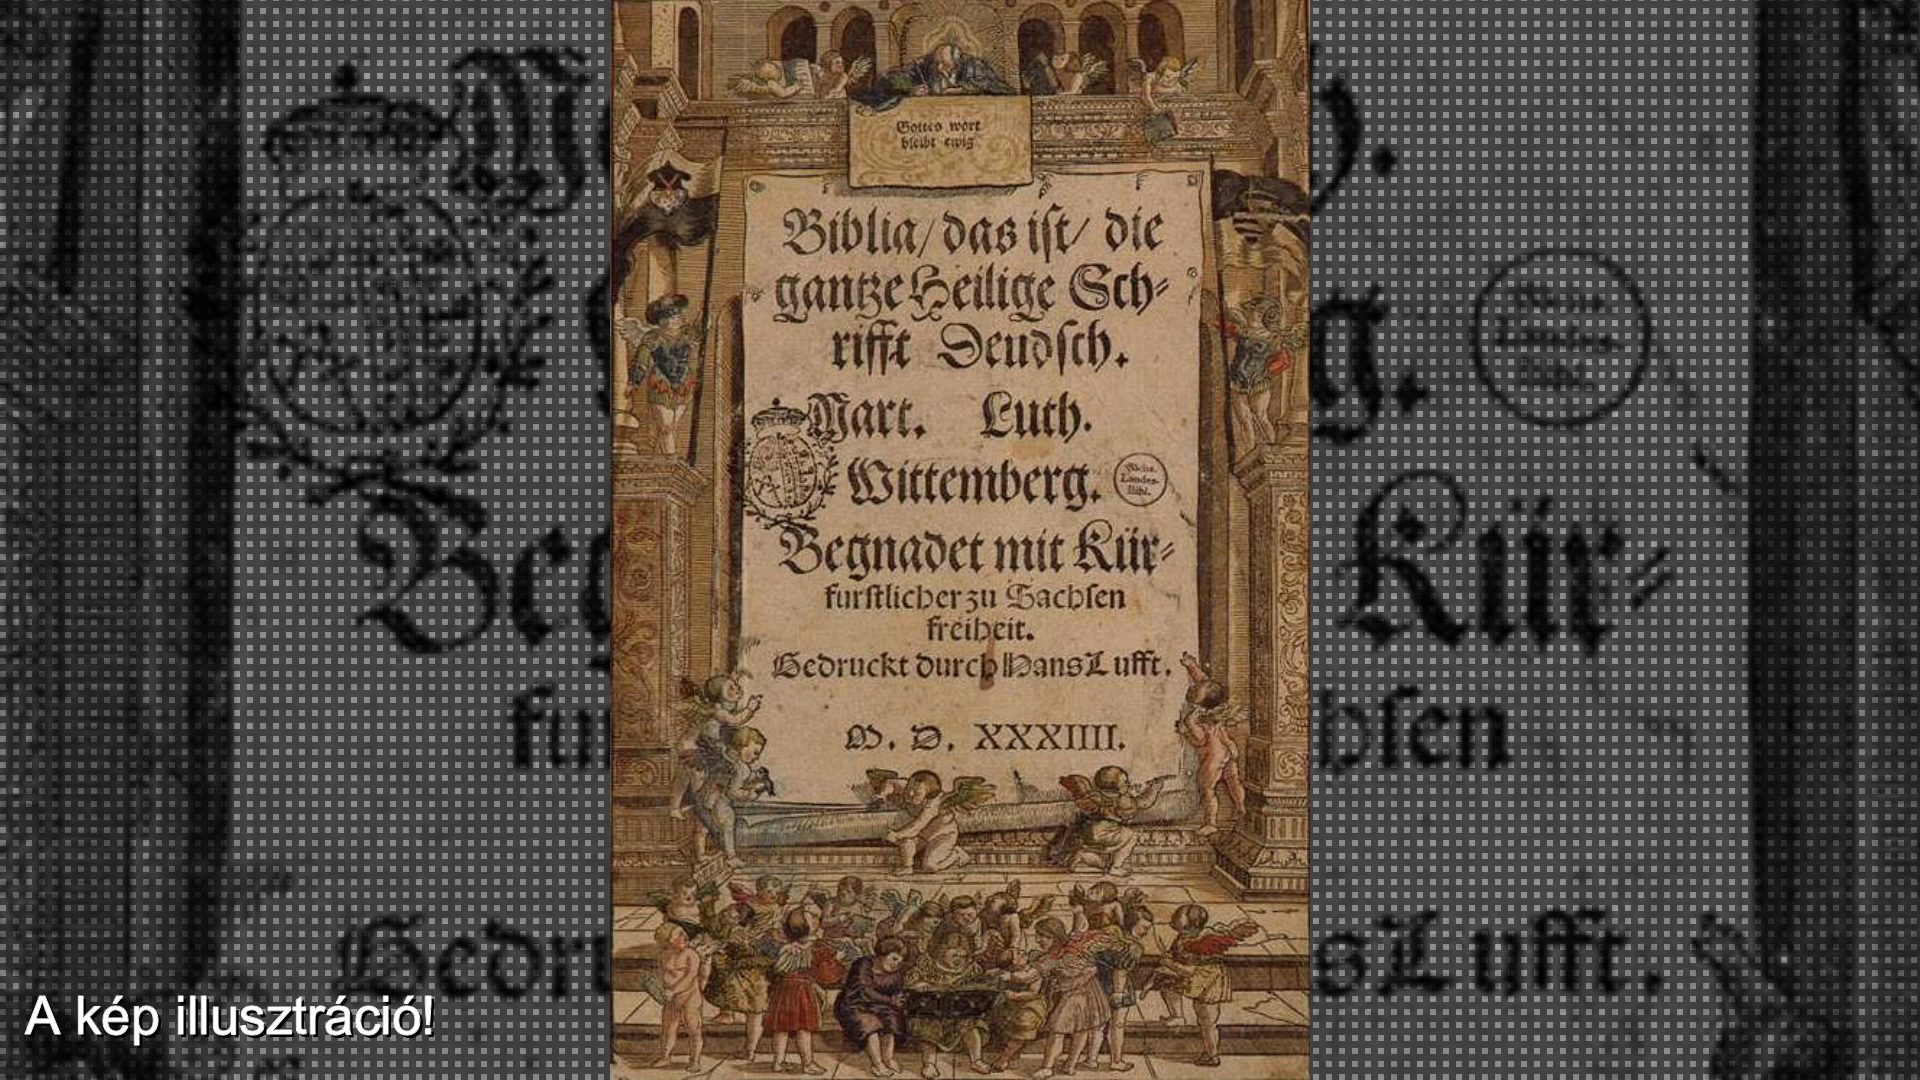 Gottes wort
bleibt ewig
Biblia/das ist/ die
gantze Heilige Sch=
rifft Deudsch.
Mart. Luth.
Wittemberg.
Begnadet mit Kür=
furstlicher zu Sachsen
freiheit.
Gedruckt durch Hans Lufft.
M. D. XXXIIII.
A kép illusztráció!